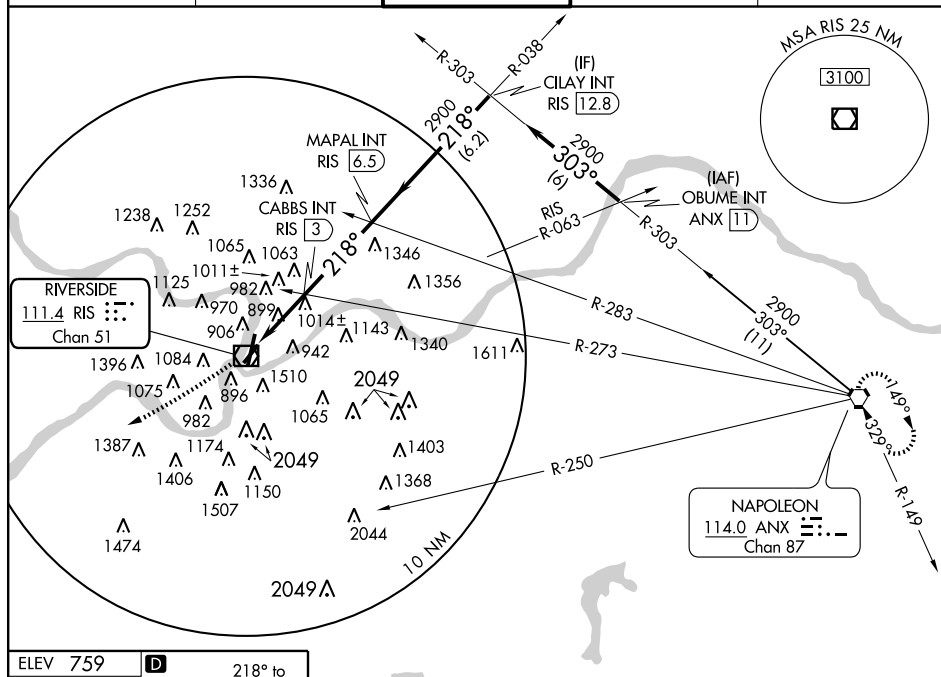 MSA RIS 25 NM
3100
R-303
R-038
(IF)
CILAY INT
RIS 12.8
2900
218°
(6.2)
MAPAL INT
RIS 6.5
2900
303°
(6)
(IAF)
OBUME INT
ANX 11
RIS
R-063
R-303
1336
1238
1252
CABBS INT
RIS 3
218°
1065
1063
1346
1011±
982
1356
RIVERSIDE
111.4 RIS
Chan 51
1125
970
899
906
1014±
1143
1340
R-283
R-273
2900
303°
(11)
1611
1396
1084
942
1075
896
1510
982
1065
2049
149°
329°
1387
1174
2049
1403
1406
1150
1368
R-250
1507
2044
R-149
1474
10 NM
NAPOLEON
114.0 ANX
Chan 87
2049
ELEV 759
D
218° to